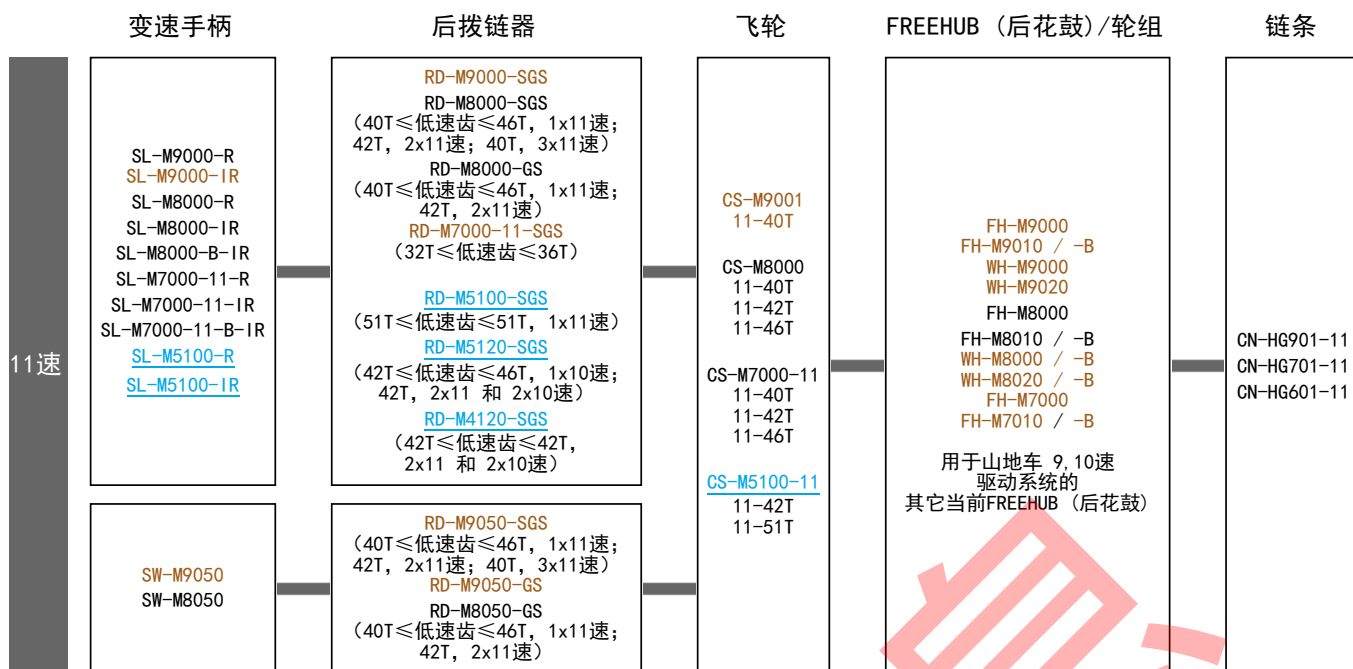 变速手柄
后拨链器
飞轮
FREEHUB (后花鼓)/轮组
链条
11速
SL-M9000-R
SL-M9000-IR
SL-M8000-R
SL-M8000-IR
SL-M8000-B-IR
SL-M7000-11-R
SL-M7000-11-IR
SL-M7000-11-B-IR
SL-M5100-R
SL-M5100-IR
RD-M9000-SGS
RD-M8000-SGS
(40T≤低速齿≤46T, 1x11速;
42T, 2x11速; 40T, 3x11速)
RD-M8000-GS
(40T≤低速齿≤46T, 1x11速;
42T, 2x11速)
RD-M7000-11-SGS
(32T≤低速齿≤36T)
RD-M5100-SGS
(51T≤低速齿≤51T, 1x11速)
RD-M5120-SGS
(42T≤低速齿≤46T, 1x10速;
42T, 2x11 和 2x10速)
RD-M4120-SGS
(42T≤低速齿≤42T,
2x11 和 2x10速)
SW-M9050
SW-M8050
RD-M9050-SGS
(40T≤低速齿≤46T, 1x11速;
42T, 2x11速; 40T, 3x11速)
RD-M9050-GS
RD-M8050-GS
(40T≤低速齿≤46T, 1x11速;
42T, 2x11速)
CS-M9001
11-40T
CS-M8000
11-40T
11-42T
11-46T
CS-M7000-11
11-40T
11-42T
11-46T
CS-M5100-11
11-42T
11-51T
FH-M9000
FH-M9010 / -B
WH-M9000
WH-M9020
FH-M8000
FH-M8010 / -B
WH-M8000 / -B
WH-M8020 / -B
FH-M7000
FH-M7010 / -B
用于山地车 9,10速
驱动系统的
其它当前FREEHUB (后花鼓)
CN-HG901-11
CN-HG701-11
CN-HG601-11